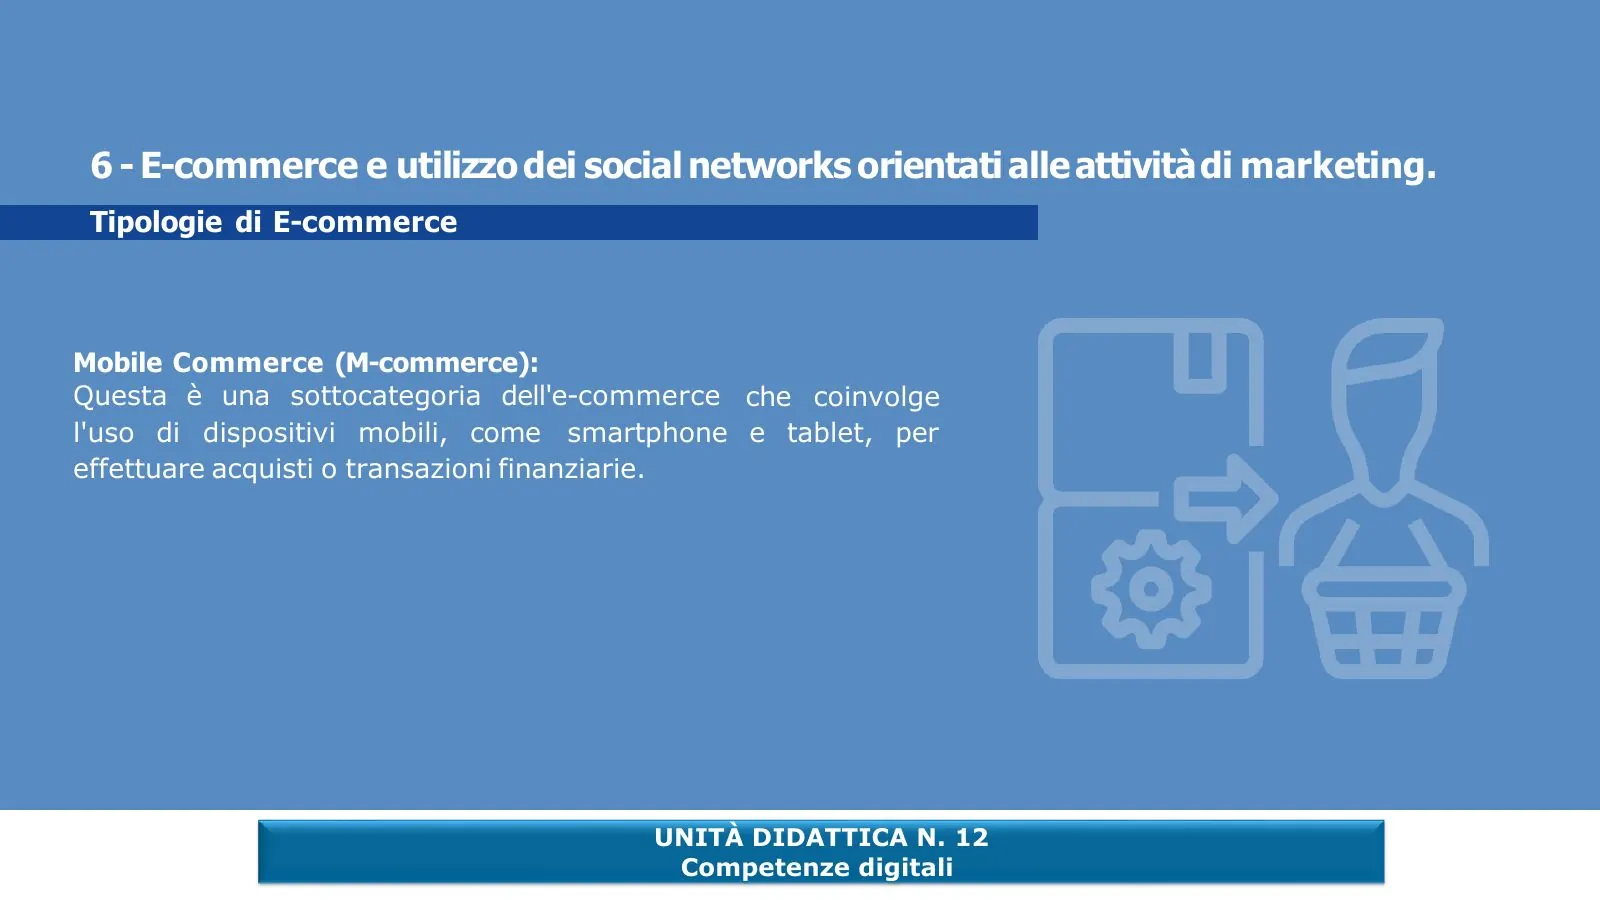 6 - E-commerce e utilizzo dei social networks orientati alle attività di marketing.
Tipologie di E-commerce
Mobile Commerce (M-commerce):
Questa è una sottocategoria dell'e-commerce che coinvolge
l'uso di dispositivi mobili, come smartphone e tablet, per
effettuare acquisti o transazioni finanziarie.
UNITÀ DIDATTICA N. 12
Competenze digitali